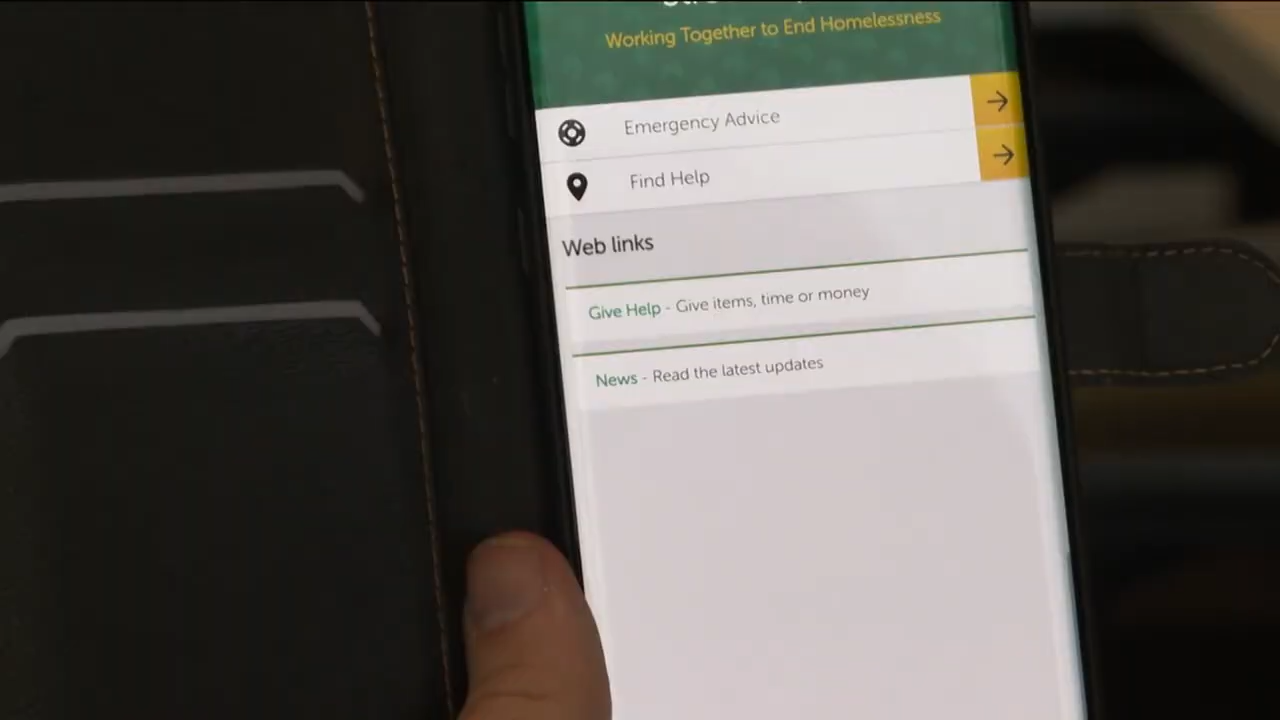 Working Together to End Homelessness
Emergency Advice
Find Help
Web links
Give Help - Give items, time or money
News - Read the latest updates